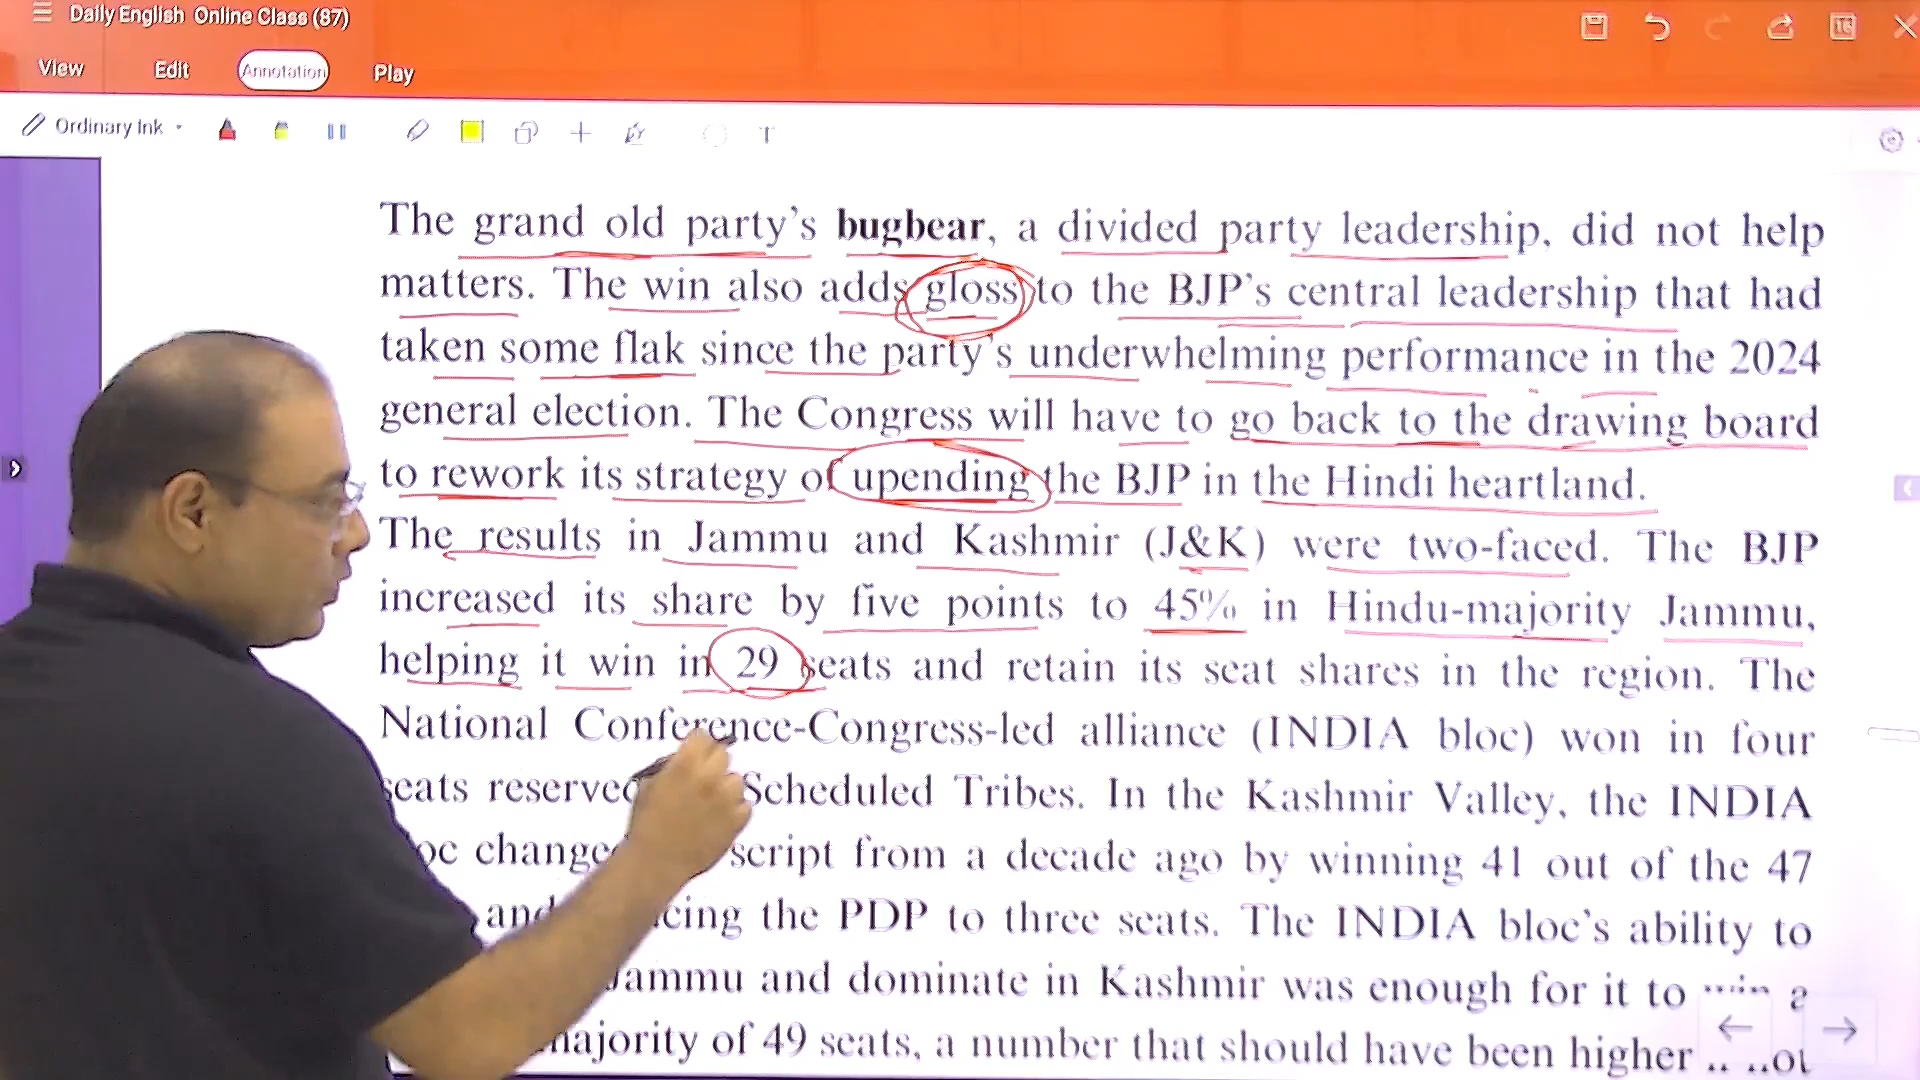 Daily English Online Class (87)
View Edit Annotation Play
Ordinary Ink
The grand old party's bugbear, a divided party leadership, did not help
matters. The win also adds gloss to the BJP's central leadership that had
taken some flak since the party's underwhelming performance in the 2024
general election. The Congress will have to go back to the drawing board
to rework its strategy of upending the BJP in the Hindi heartland.
The results in Jammu and Kashmir (J&K) were two-faced. The BJP
increased its share by five points to 45% in Hindu-majority Jammu,
helping it win in 29 seats and retain its seat shares in the region. The
National Conference-Congress-led alliance (INDIA bloc) won in four
seats Scheduled Tribes. In the Kashmir Valley, the INDIA
script from a decade ago by winning 41 out of the 47
the PDP to three seats. The INDIA bloc's ability to
Jammu and dominate in Kashmir was enough for it to
majority of 49 seats, a number that should have been higher